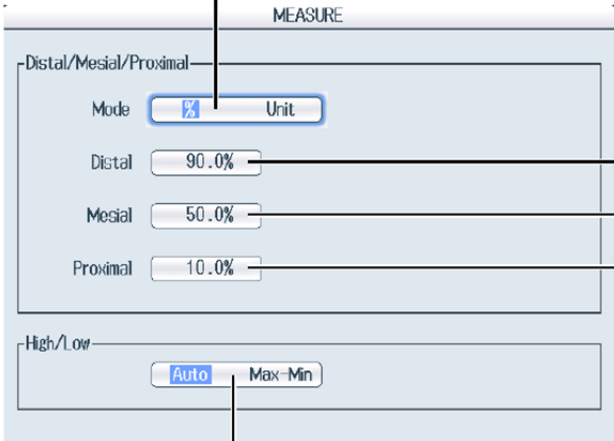 MEASURE
Distal/Mesial/Proximal
Mode % Unit
Distal 90.0%
Mesial 50.0%
Proximal 10.0%
High/Low
Auto Max-Min